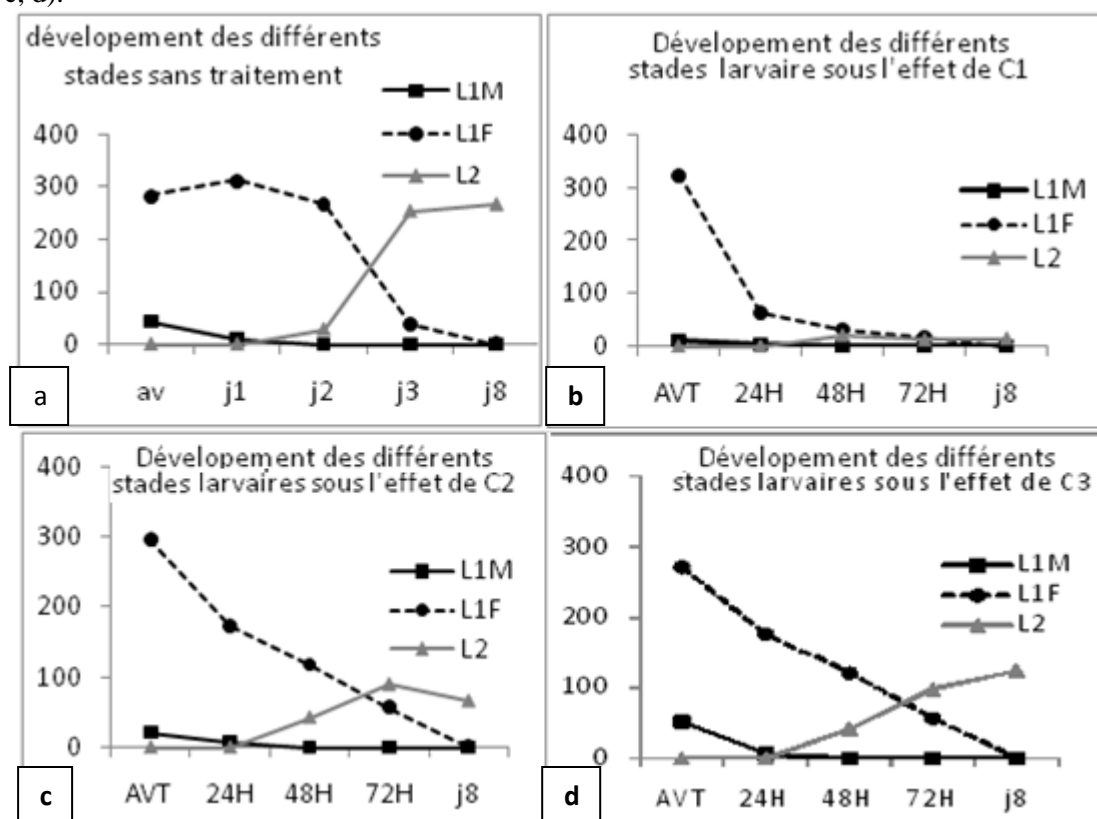 dévelopement des différents
stades sans traitement
L1M
L1F
L2
400
300
200
100
0
av j1 j2 j3 j8
a
Dévelopement des différents
stades larvaire sous l'effet de C1
L1M
L1F
L2
400
300
200
100
0
AVT 24H 48H 72H j8
b
Dévelopement des différents
stades larvaires sous l'effet de C2
L1M
L1F
L2
400
300
200
100
0
AVT 24H 48H 72H j8
c
Dévelopement des différents
stades larvaires sous l'effet de C3
L1M
L1F
L2
400
300
200
100
0
AVT 24H 48H 72H j8
d